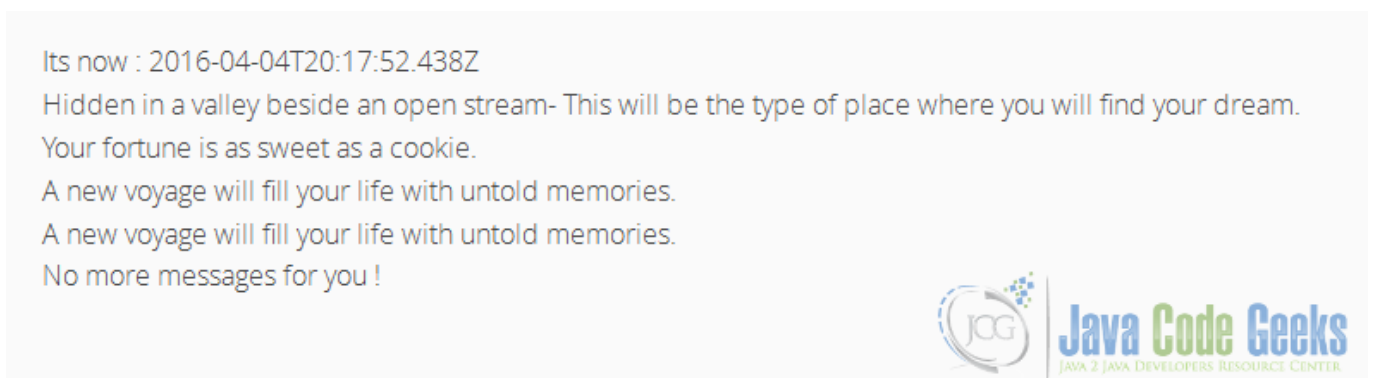 Its now : 2016-04-04T20:17:52.438Z
Hidden in a valley beside an open stream- This will be the type of place where you will find your dream.
Your fortune is as sweet as a cookie.
A new voyage will fill your life with untold memories.
A new voyage will fill your life with untold memories.
No more messages for you !
JCG
Java Code Geeks
JAVA 2 JAVA DEVELOPERS RESOURCE CENTER